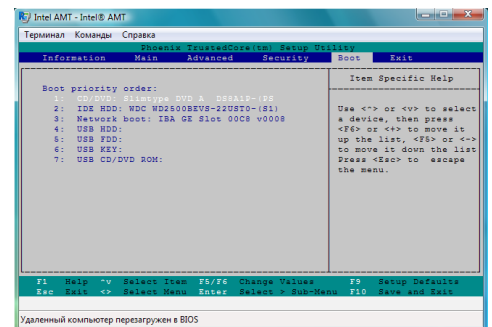 Intel AMT - Intel® AMT
Терминал Команды Справка
Phoenix TrustedCore(tm) Setup Utility
Information Main Advanced Security Boot Exit
Boot priority order:
1: CD/DVD: Slimtype DVD A DS8A1P-(PS
2: IDE HDD: WDC WD2500BEVS-22UST0-(S1)
3: Network boot: IBA GE Slot 00C8 v0008
4: USB HDD:
5: USB FDD:
6: USB KEY:
7: USB CD/DVD ROM:
Item Specific Help
Use <^> or <v> to select
a device, then press
<F6> or <+> to move it
up the list, <F5> or <->
to move it down the list
Press <Esc> to escape
the menu.
F1 Help ^v Select Item F5/F6 Change Values F9 Setup Defaults
Esc Exit <> Select Menu Enter Select > Sub-Menu F10 Save and Exit
Удаленный компьютер перезагружен в BIOS